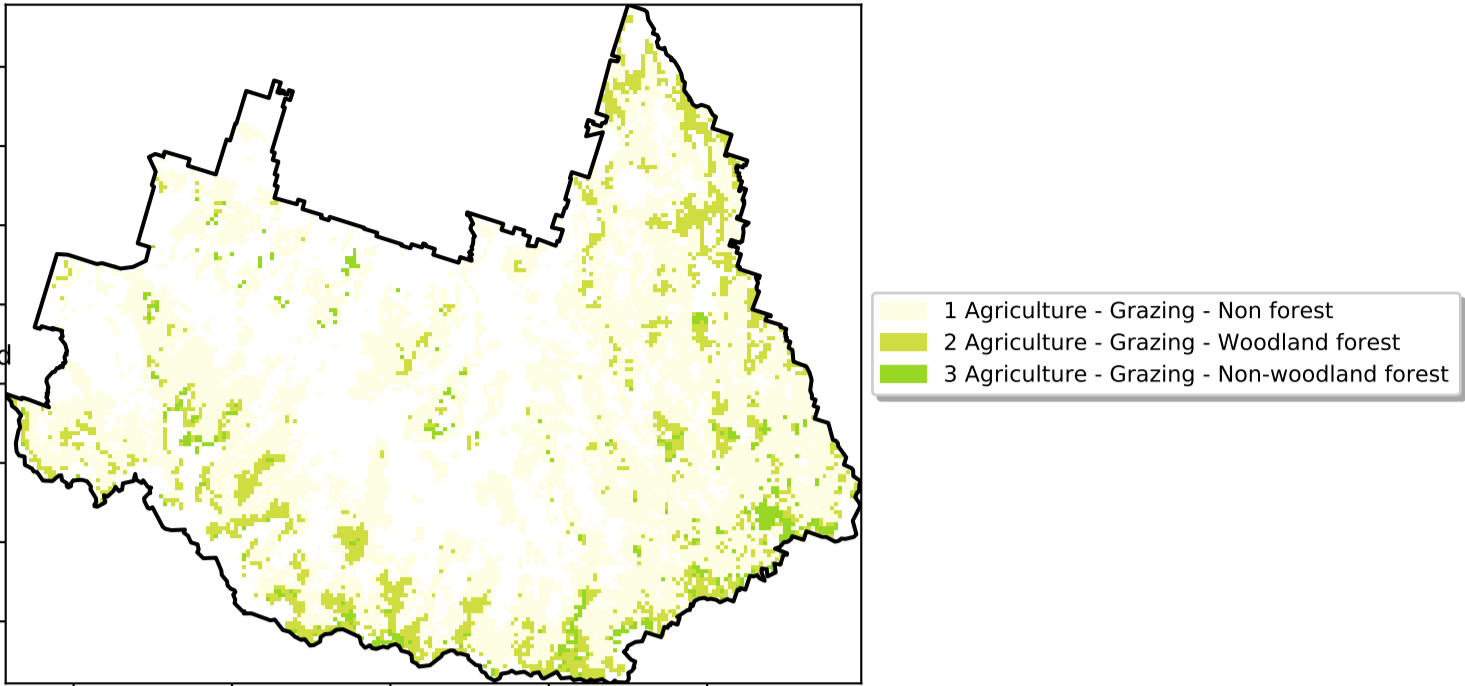 d
1 Agriculture - Grazing - Non forest
2 Agriculture - Grazing - Woodland forest
3 Agriculture - Grazing - Non-woodland forest